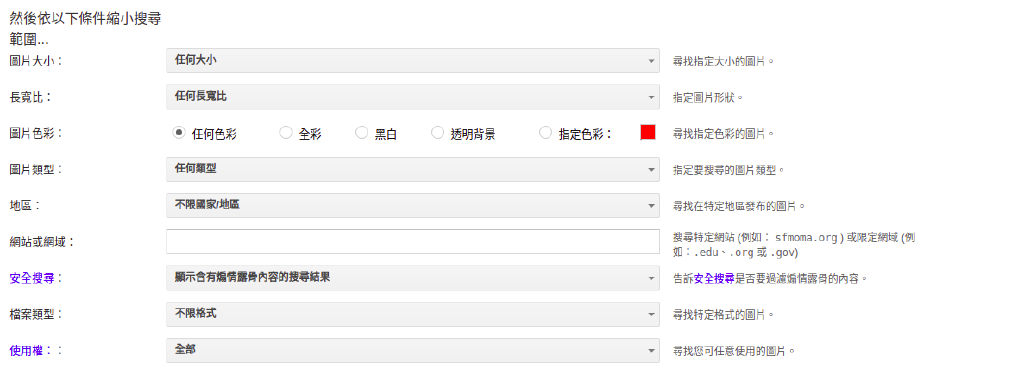 然後依以下條件縮小搜尋
範圍...
圖片大小： 任何大小 尋找指定大小的圖片。
長寬比： 任何長寬比 指定圖片形狀。
圖片色彩： 任何色彩 全彩 黑白 透明背景 指定色彩： 尋找指定色彩的圖片。
圖片類型： 任何類型 指定要搜尋的圖片類型。
地區： 不限國家/地區 尋找在特定地區發布的圖片。
網站或網域： 搜尋特定網站 (例如： sfmoma.org ) 或限定網域 (例
如：.edu、.org 或 .gov)
安全搜尋： 顯示含有煽情露骨內容的搜尋結果 告訴安全搜尋是否要過濾煽情露骨的內容。
檔案類型： 不限格式 尋找特定格式的圖片。
使用權：： 全部 尋找您可任意使用的圖片。